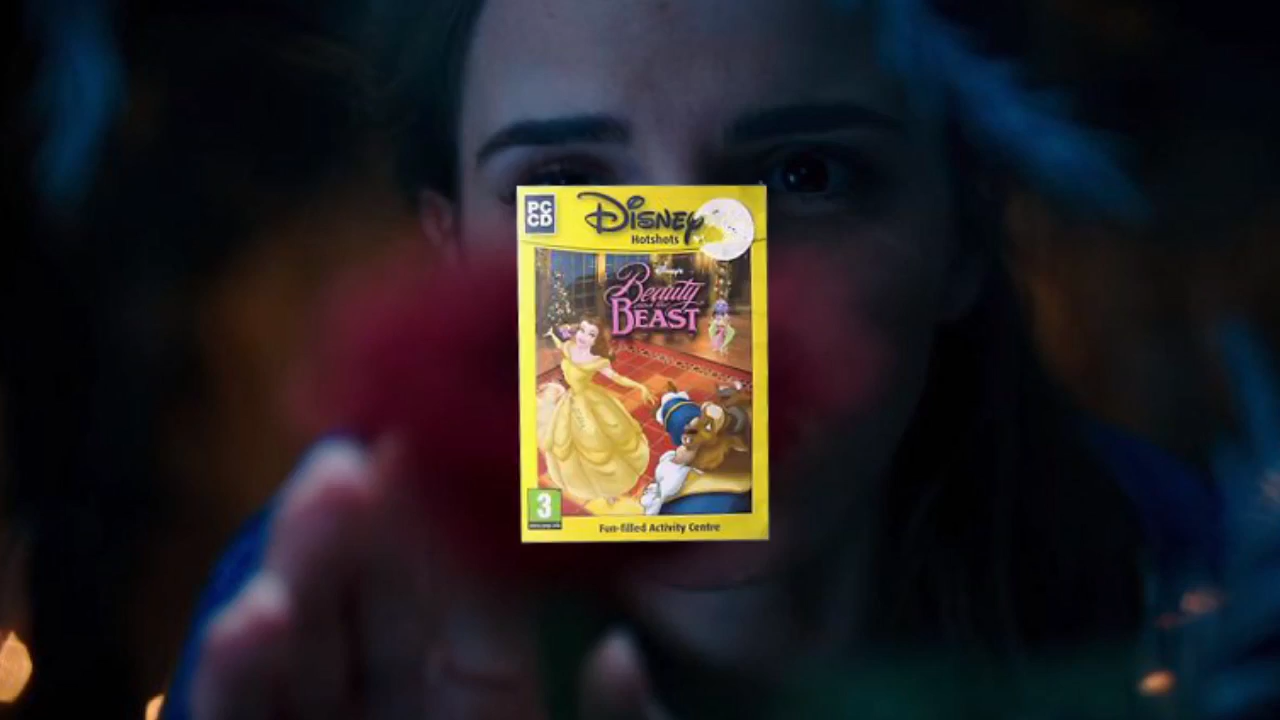 PC
CD
Disney
Hotshots
Disney's
Beauty
and the
BEAST
3
Fun-filled Activity Centre